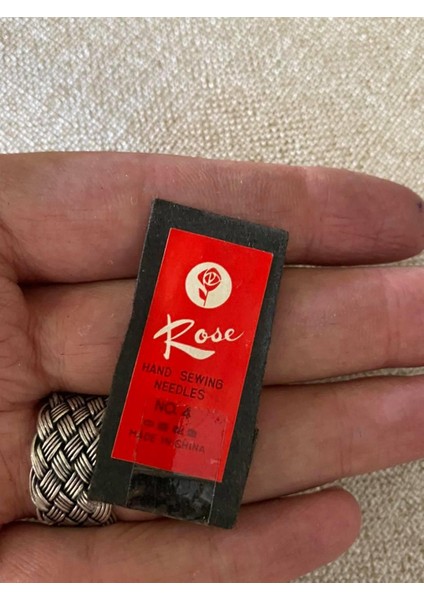 Rose
HAND SEWING
NEEDLES
NO. 4
MADE IN CHINA